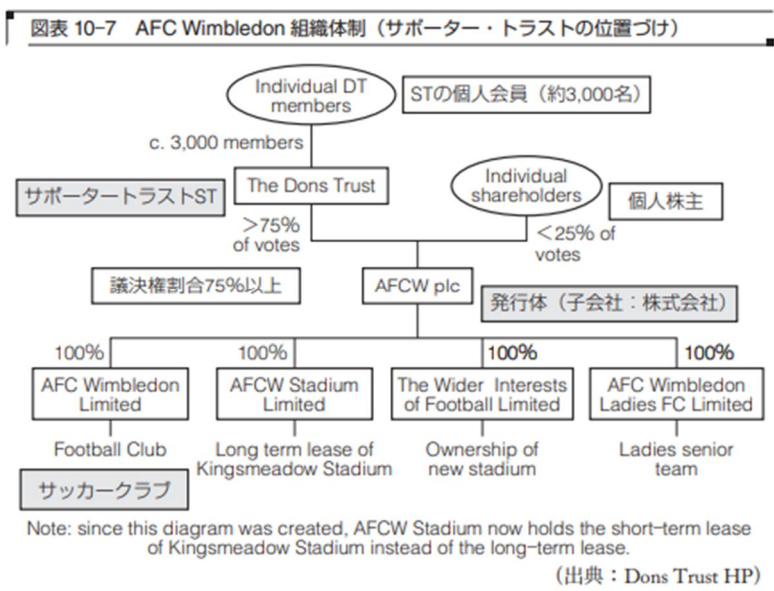 図表 10-7 AFC Wimbledon 組織体制（サポーター・トラストの位置づけ）
Individual DT
members
STの個人会員（約3,000名）
c. 3,000 members
サポータートラストST
The Dons Trust
Individual
shareholders
個人株主
>75%
of votes
<25% of
votes
議決権割合75%以上
AFCW plc
発行体（子会社：株式会社）
100%
100%
100%
100%
AFC Wimbledon
Limited
AFCW Stadium
Limited
The Wider Interests
of Football Limited
AFC Wimbledon
Ladies FC Limited
Football Club
Long term lease of
Kingsmeadow Stadium
Ownership of
new stadium
Ladies senior
team
サッカークラブ
Note: since this diagram was created, AFCW Stadium now holds the short-term lease
of Kingsmeadow Stadium instead of the long-term lease.
（出典：Dons Trust HP）